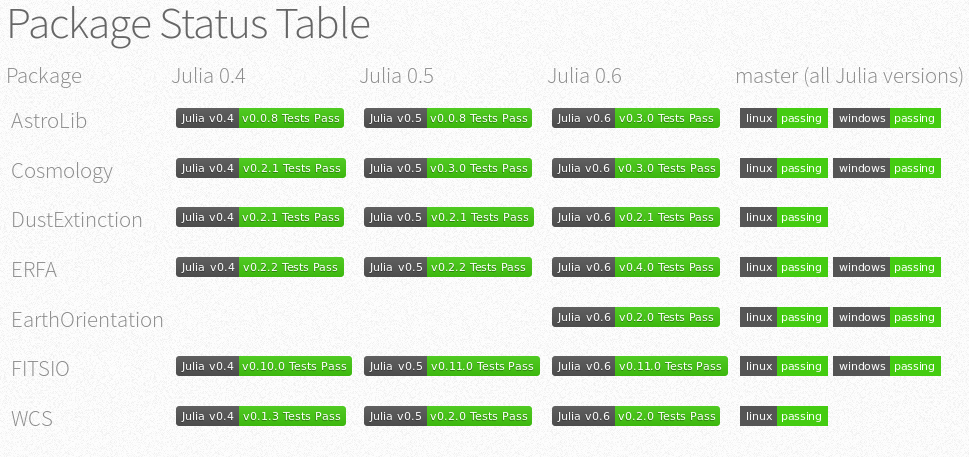 Package Status Table
Package Julia 0.4 Julia 0.5 Julia 0.6 master (all Julia versions)
AstroLib Julia v0.4 v0.0.8 Tests Pass Julia v0.5 v0.0.8 Tests Pass Julia v0.6 v0.3.0 Tests Pass linux passing windows passing
Cosmology Julia v0.4 v0.2.1 Tests Pass Julia v0.5 v0.3.0 Tests Pass Julia v0.6 v0.3.0 Tests Pass linux passing windows passing
DustExtinction Julia v0.4 v0.2.1 Tests Pass Julia v0.5 v0.2.1 Tests Pass Julia v0.6 v0.2.1 Tests Pass linux passing
ERFA Julia v0.4 v0.2.2 Tests Pass Julia v0.5 v0.2.2 Tests Pass Julia v0.6 v0.4.0 Tests Pass linux passing windows passing
EarthOrientation Julia v0.6 v0.2.0 Tests Pass linux passing windows passing
FITSIO Julia v0.4 v0.10.0 Tests Pass Julia v0.5 v0.11.0 Tests Pass Julia v0.6 v0.11.0 Tests Pass linux passing windows passing
WCS Julia v0.4 v0.1.3 Tests Pass Julia v0.5 v0.2.0 Tests Pass Julia v0.6 v0.2.0 Tests Pass linux passing